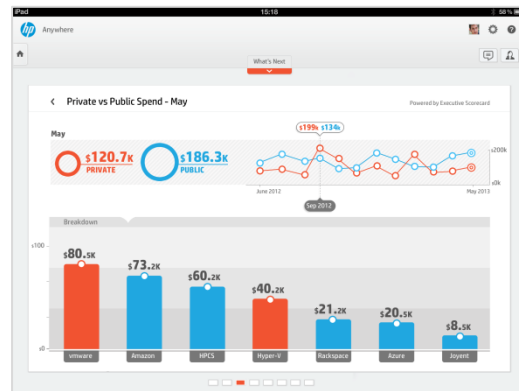 iPad 15:18 58 %
hp Anywhere
What's Next
Private vs Public Spend - May
Powered by Executive Scorecard
May
$120.7K
PRIVATE
$186.3K
PUBLIC
$199k $134k
$200k
$0k
June 2012
May 2013
Sep 2012
Breakdown
$100
$80.5K
$73.2K
$60.2K
$40.2K
$21.2K
$20.5K
$8.5K
$0
vmware
Amazon
HPCS
Hyper-V
Rackspace
Azure
Joyent